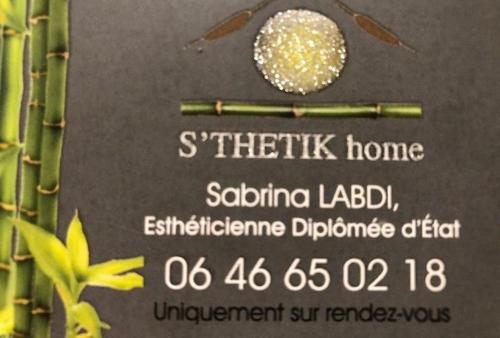 S'THETIK home
Sabrina LABDI,
Esthéticienne Diplômée d'État
06 46 65 02 18
Uniquement sur rendez-vous